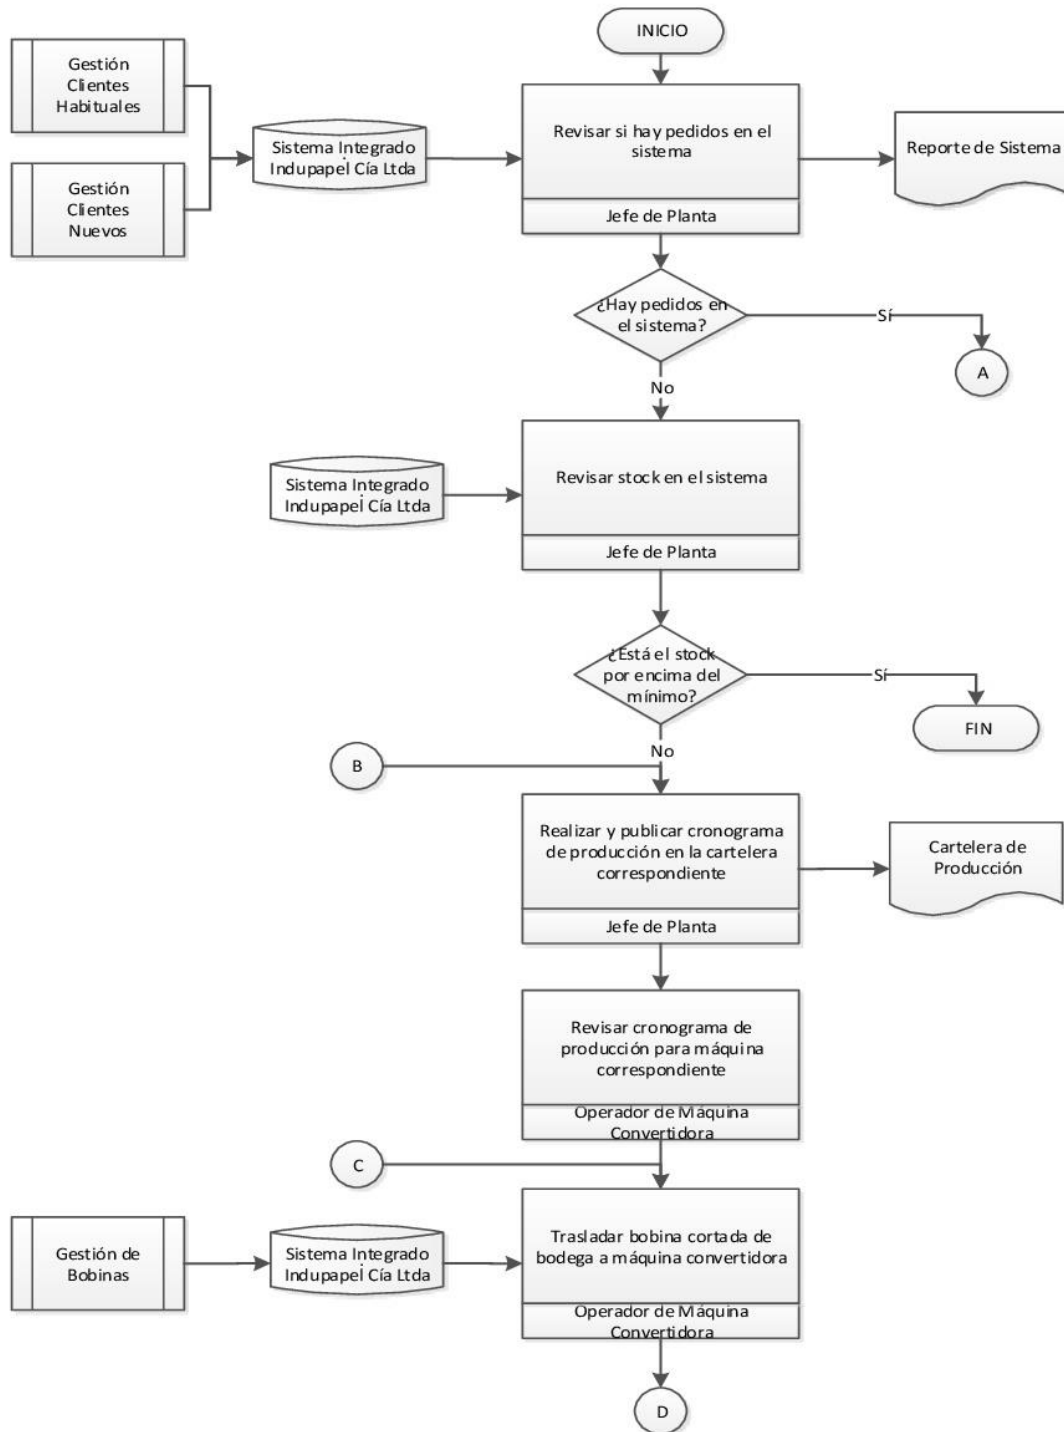 INICIO
Gestión
Clientes
Habituales
Gestión
Clientes
Nuevos
Sistema Integrado
Indupapel Cía Ltda
Revisar si hay pedidos en el
sistema
Jefe de Planta
Reporte de Sistema
¿Hay pedidos en
el sistema?
Sí
A
No
Sistema Integrado
Indupapel Cía Ltda
Revisar stock en el sistema
Jefe de Planta
¿Está el stock
por encima del
mínimo?
Sí
FIN
No
B
Realizar y publicar cronograma
de producción en la cartelera
correspondiente
Jefe de Planta
Cartelera de
Producción
Revisar cronograma de
producción para máquina
correspondiente
Operador de Máquina
Convertidora
C
Gestión de
Bobinas
Sistema Integrado
Indupapel Cía Ltda
Trasladar bobina cortada de
bodega a máquina convertidora
Operador de Máquina
Convertidora
D